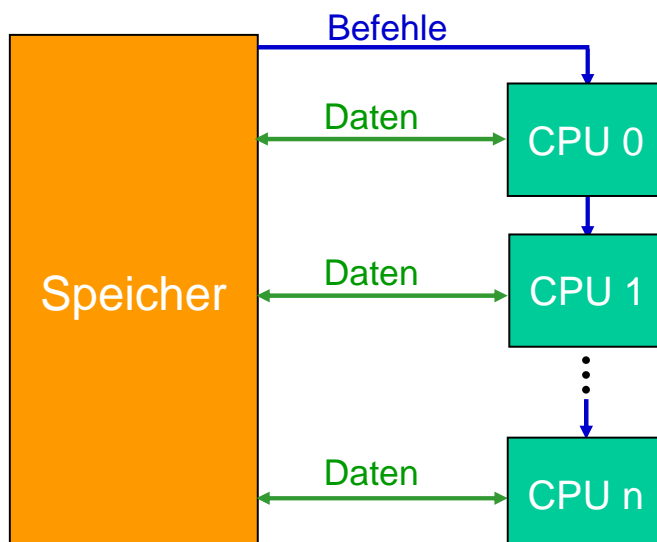 Befehle
Daten
CPU 0
Daten
Speicher
CPU 1
Daten
CPU n